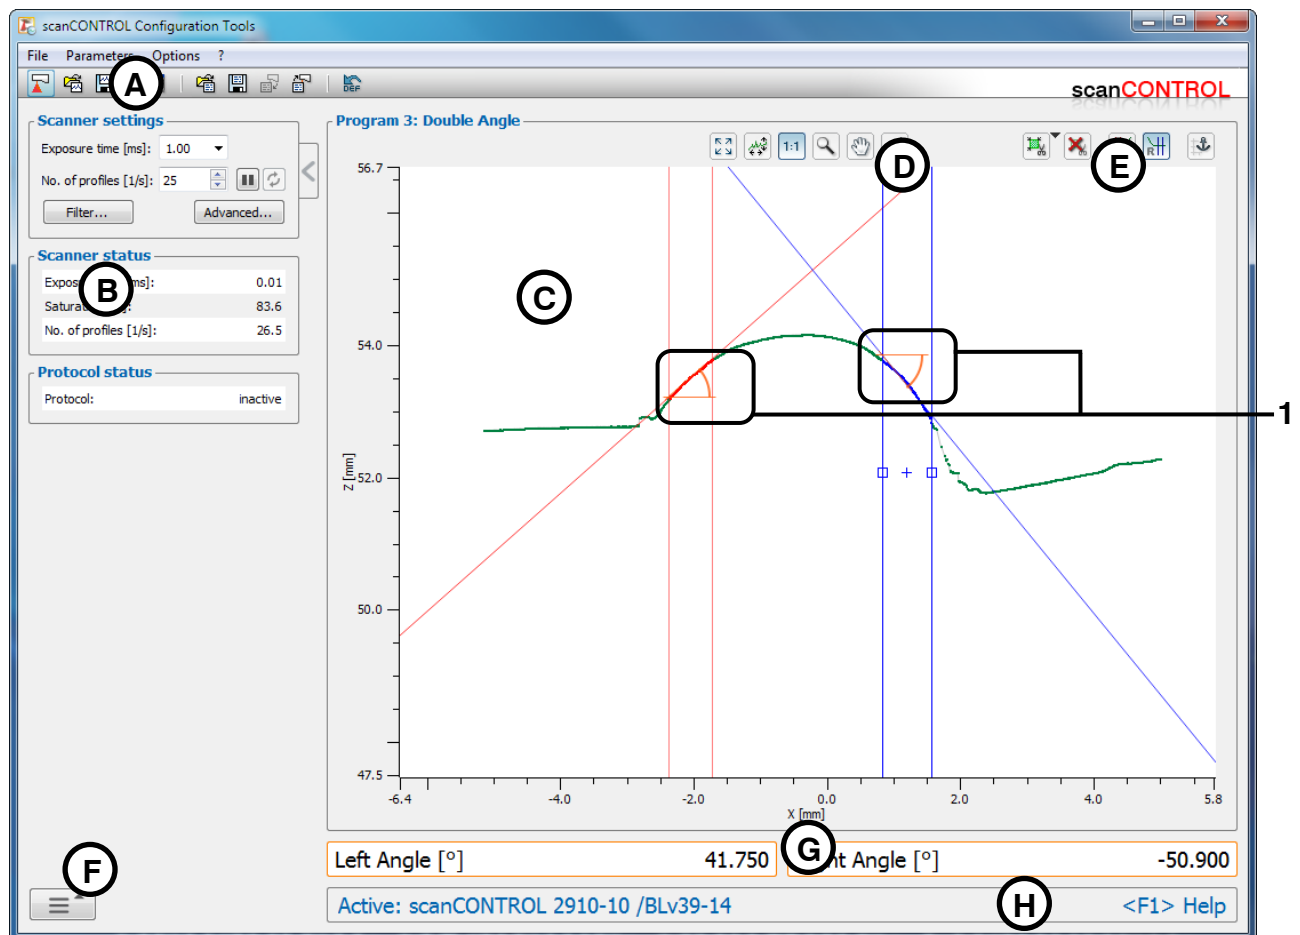 scanCONTROL Configuration Tools
File Parameters Options ?
A
DEF
scanCONTROL
Scanner settings
Exposure time [ms]: 1.00
No. of profiles [1/s]: 25
Filter... Advanced...
Scanner status
ms]: 0.01
B
83.6
No. of profiles [1/s]: 26.5
Protocol status
Protocol: inactive
Program 3: Double Angle
1:1
D
R
E
C
56.7
54.0
52.0
50.0
47.5
Z [mm]
-6.4 -4.0 -2.0 0.0 2.0 4.0 5.8
X [mm]
1
Left Angle [°] 41.750
G
Angle [°] -50.900
F
Active: scanCONTROL 2910-10 /BLv39-14
H
<F1> Help